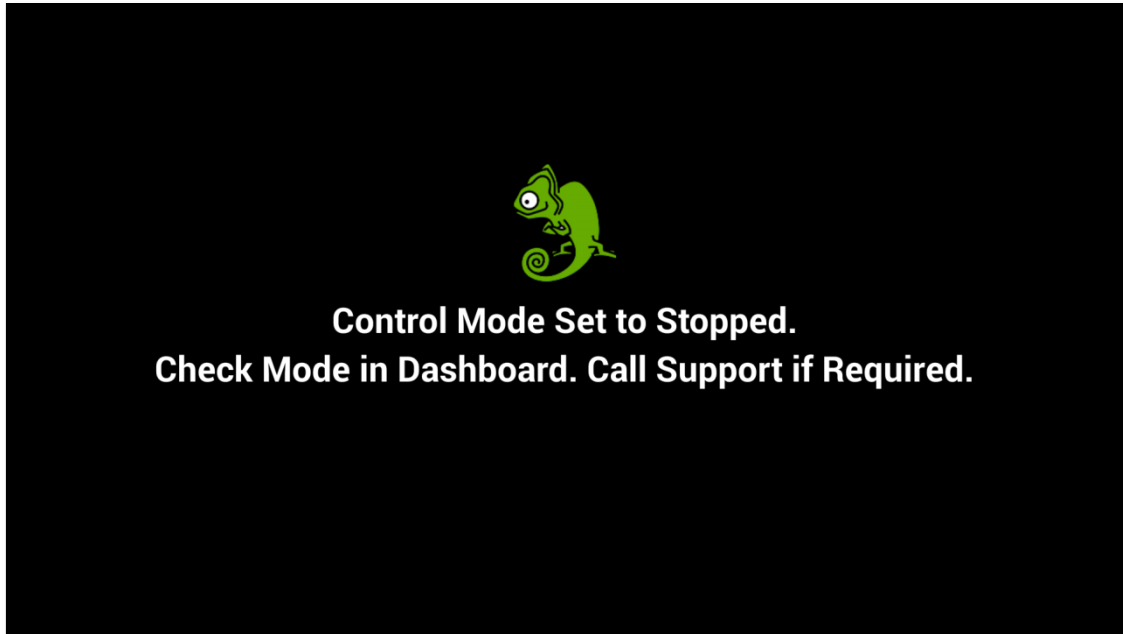 Control Mode Set to Stopped.
Check Mode in Dashboard. Call Support if Required.